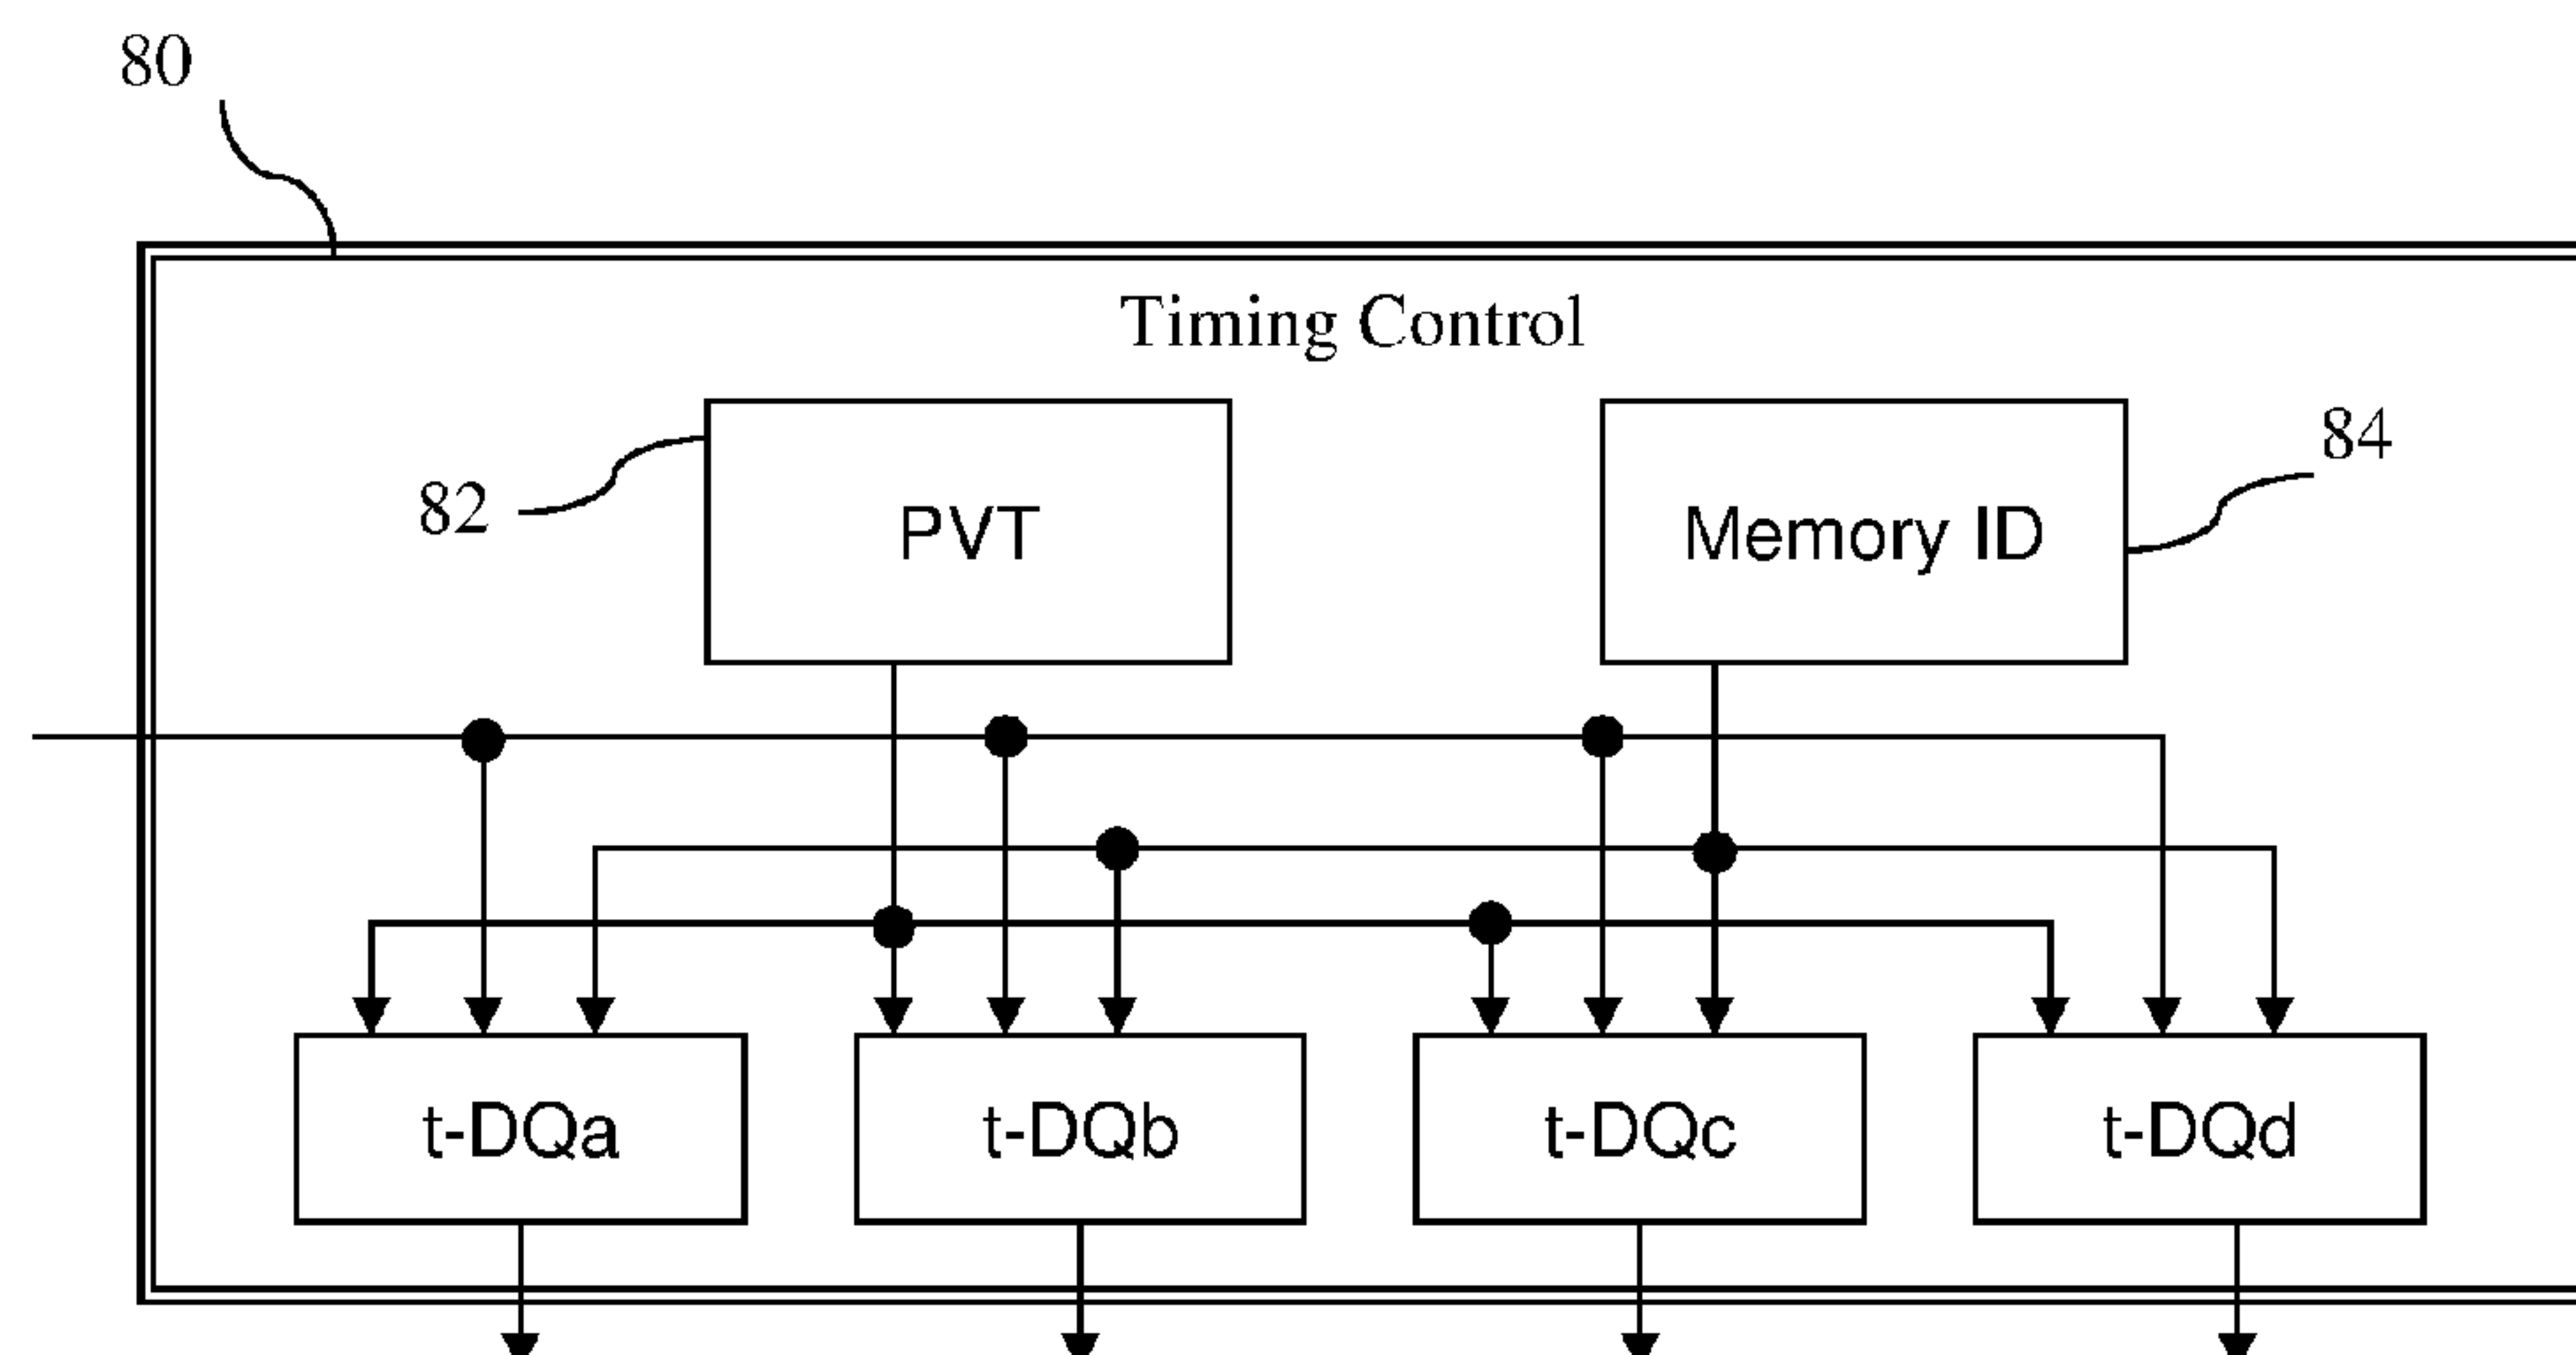 80
Timing Control
84
82
PVT
Memory ID
t-DQa
t-DQb
t-DQc
t-DQd